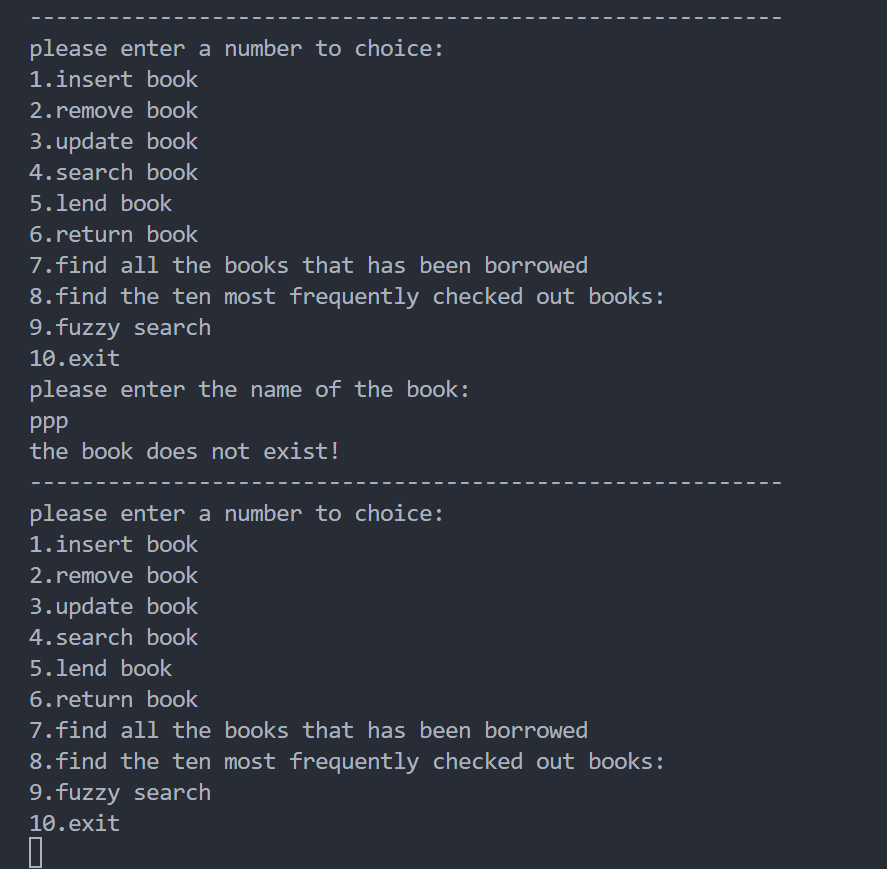 ----------------------------------------------------------
please enter a number to choice:
1.insert book
2.remove book
3.update book
4.search book
5.lend book
6.return book
7.find all the books that has been borrowed
8.find the ten most frequently checked out books:
9.fuzzy search
10.exit
please enter the name of the book:
ppp
the book does not exist!
----------------------------------------------------------
please enter a number to choice:
1.insert book
2.remove book
3.update book
4.search book
5.lend book
6.return book
7.find all the books that has been borrowed
8.find the ten most frequently checked out books:
9.fuzzy search
10.exit